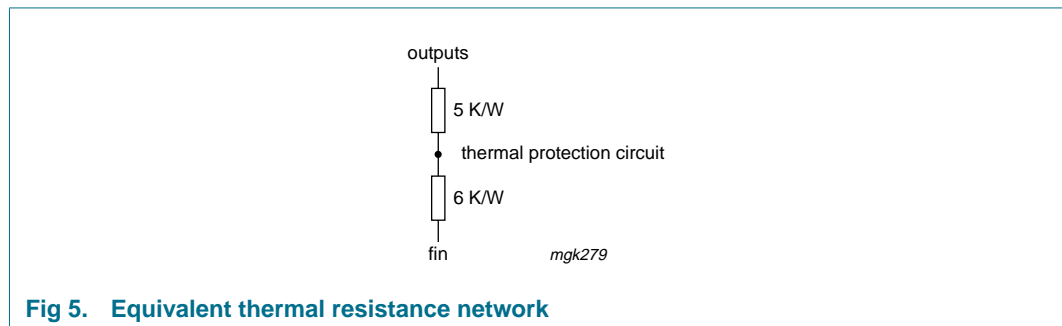 outputs
5 K/W
thermal protection circuit
6 K/W
fin
mgk279
Fig 5. Equivalent thermal resistance network